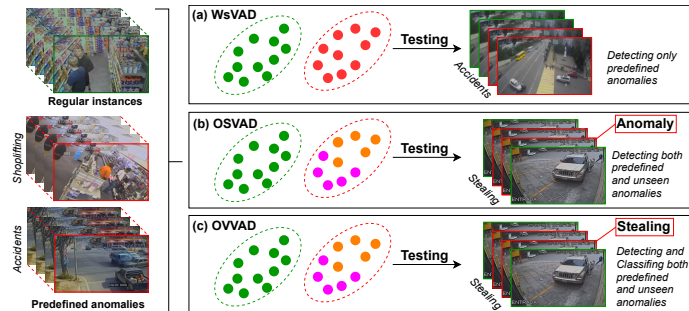 Regular instances
Shoplifting
Accidents
Predefined anomalies
(a) WsVAD
Testing
Accidents
Detecting only
predefined
anomalies
(b) OSVAD
Testing
Stealing
Anomaly
Detecting both
predefined
and unseen
anomalies
(c) OVVAD
Testing
Stealing
Stealing
Detecting and
Classifing both
predefined
and unseen
anomalies